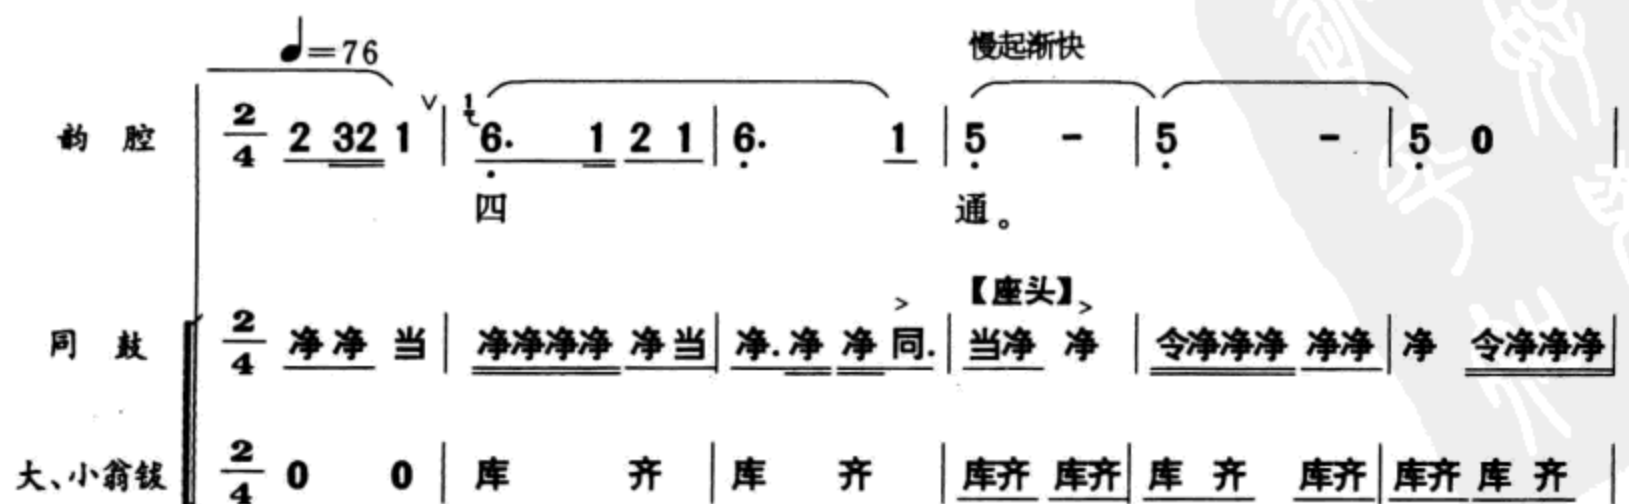 ♩=76
慢起渐快
韵腔 2/4 2 32 1 ∨ | 6. 1 2 1 | 6. 1 | 5 - | 5 - | 5 0 |
四 通。
【座头】
同鼓 2/4 净 净 当 | 净净净净 净 当 | 净. 净 净 同. | 当净 净 | 令净净净 净净 | 净 令净净净 |
大、小翁钹 2/4 0 0 | 库 齐 | 库 齐 | 库齐 库齐 | 库 齐 库齐 | 库齐 库 齐 |